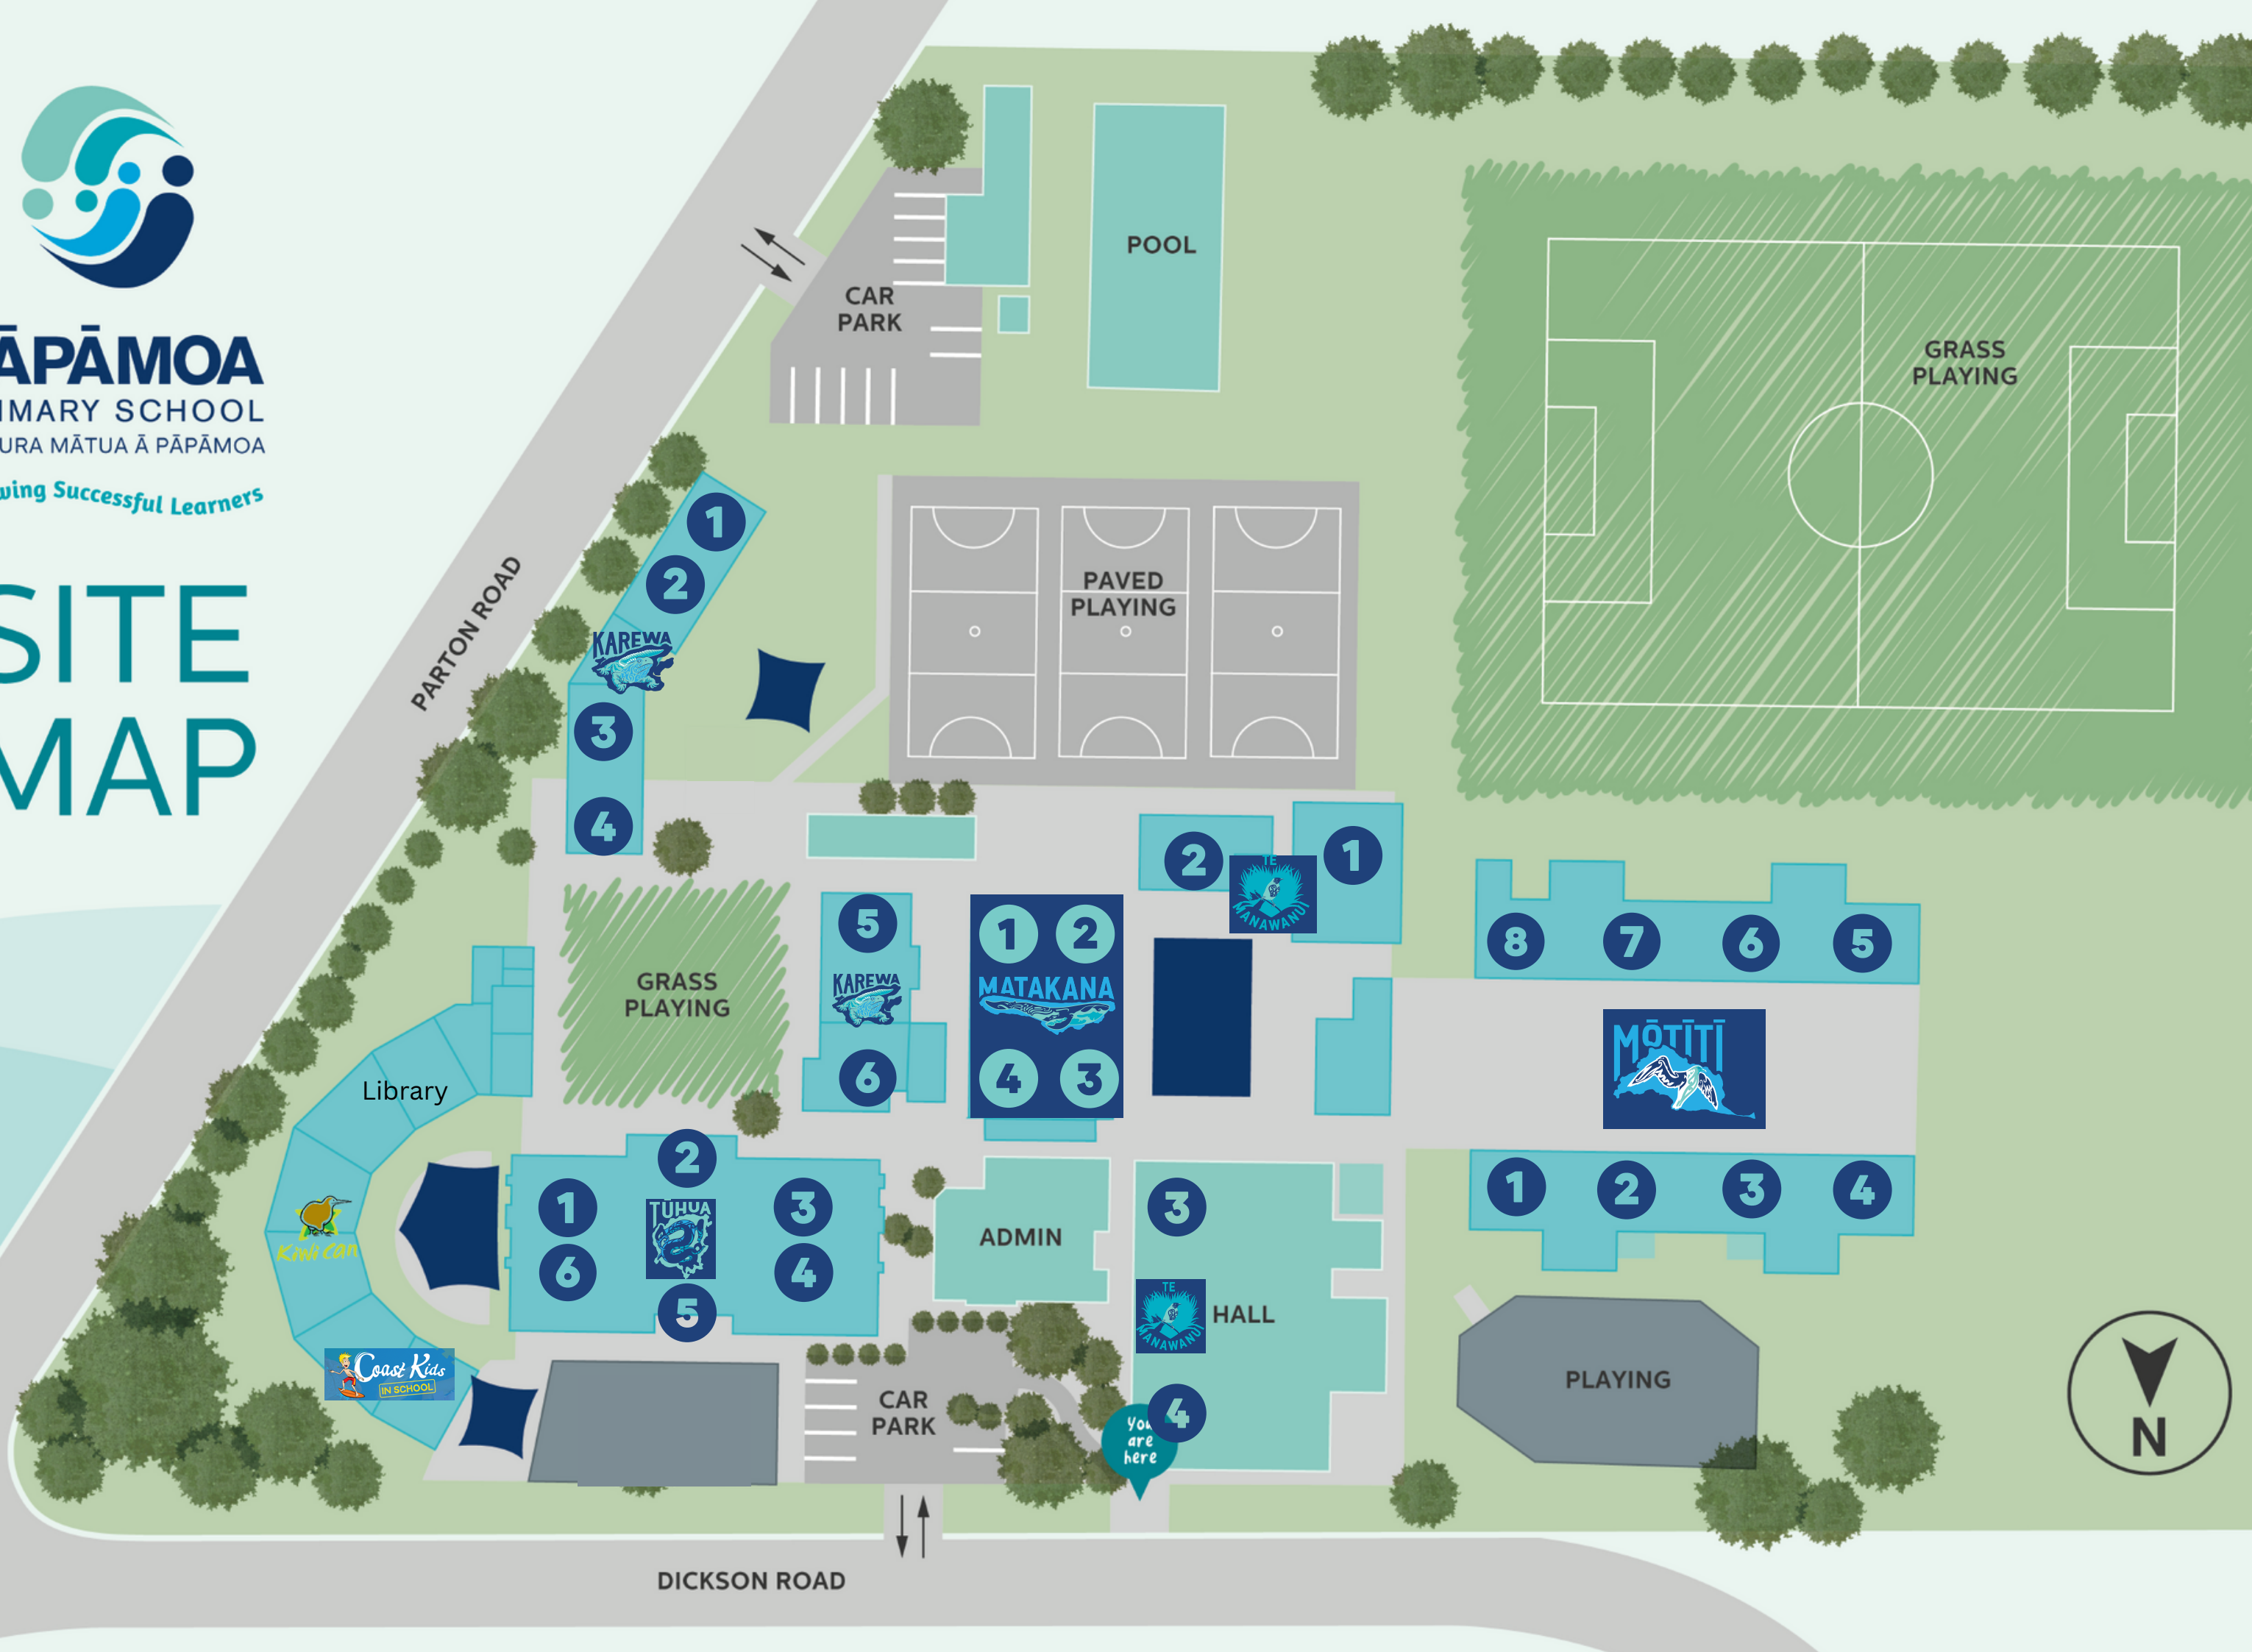 ĀPĀMOA
IMARY SCHOOL
URA MĀTUA Ā PĀPĀMOA
wing Successful Learners
SITE
MAP
PARTON ROAD
CAR
PARK
POOL
GRASS
PLAYING
PAVED
PLAYING
1
2
KAREWA
3
4
GRASS
PLAYING
5
KAREWA
6
1 2
MATAKANA
4 3
2
1
TE
MANAWANUI
8 7 6 5
MŌTĪTĪ
1 2 3 4
Library
Kiwi Can
Coast Kids
IN SCHOOL
2
1 3
TŪHUA
6 4
5
ADMIN
3
TE
MANAWANUI
HALL
4
You
are
here
CAR
PARK
PLAYING
N
DICKSON ROAD